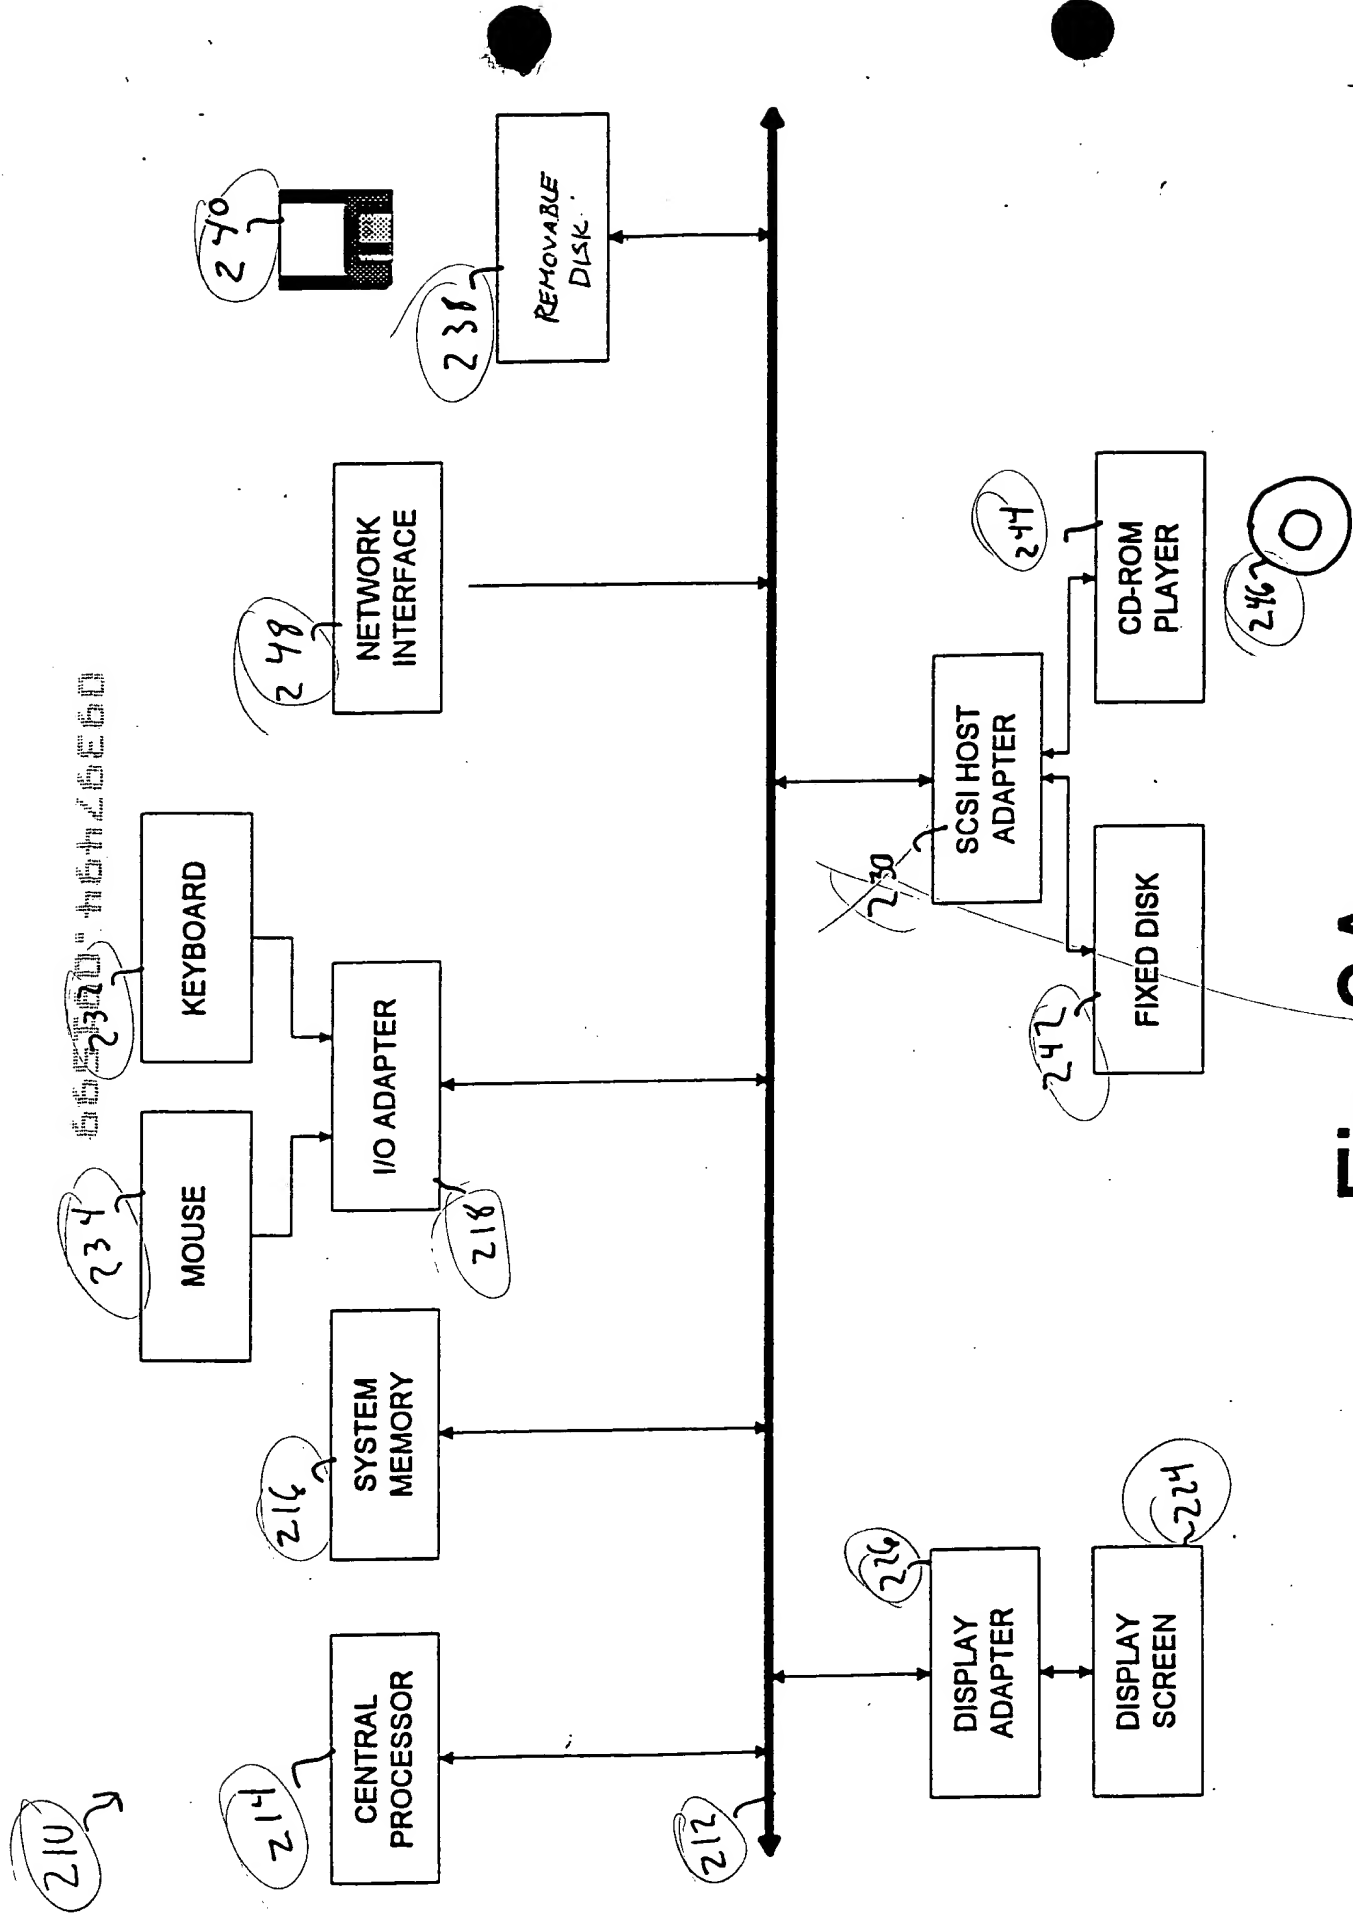 210
234
MOUSE
232
KEYBOARD
214
CENTRAL
PROCESSOR
216
SYSTEM
MEMORY
218
I/O ADAPTER
248
NETWORK
INTERFACE
240
238
REMOVABLE
DISK
212
226
DISPLAY
ADAPTER
224
DISPLAY
SCREEN
230
SCSI HOST
ADAPTER
242
FIXED DISK
244
CD-ROM
PLAYER
246